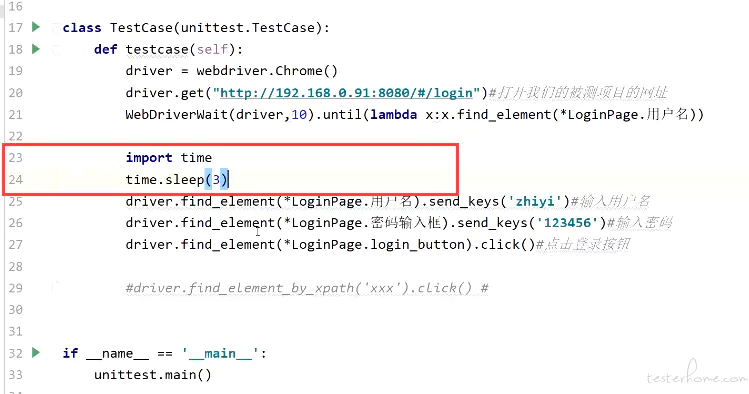 16
17 class TestCase(unittest.TestCase):
18 def testcase(self):
19 driver = webdriver.Chrome()
20 driver.get("http://192.168.0.91:8080/#/login")#打开我们的被测项目的网址
21 WebDriverWait(driver,10).until(lambda x:x.find_element(*LoginPage.用户名))
22
23 import time
24 time.sleep(3)
25 driver.find_element(*LoginPage.用户名).send_keys('zhiyi')#输入用户名
26 driver.find_element(*LoginPage.密码输入框).send_keys('123456')#输入密码
27 driver.find_element(*LoginPage.login_button).click()#点击登录按钮
28
29 #driver.find_element_by_xpath('xxx').click() #
30
31
32 if __name__ == '__main__':
33 unittest.main()
34
testerhome.com